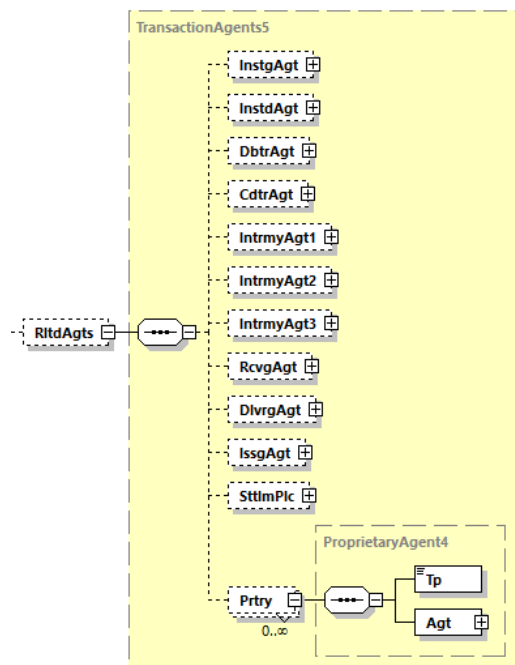 TransactionAgents5
InstgAgt
InstdAgt
DbtrAgt
CdtrAgt
IntrmyAgt1
IntrmyAgt2
IntrmyAgt3
RltdAgts
RcvgAgt
DlvrgAgt
IssgAgt
SttlmPlc
ProprietaryAgent4
Tp
Prtry
Agt
0..∞